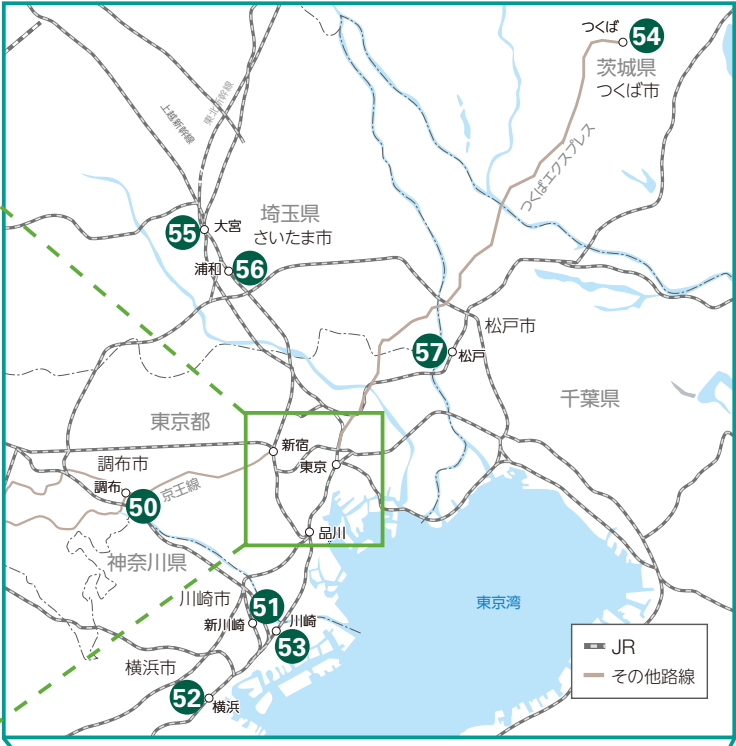 つくば
54
茨城県
つくば市
東北新幹線
上越新幹線
つくばエクスプレス
埼玉県
さいたま市
55
大宮
浦和
56
松戸市
57
松戸
千葉県
東京都
新宿
東京
調布市
調布
京王線
50
品川
神奈川県
川崎市
51
新川崎
川崎
53
東京湾
横浜市
52
横浜
JR
その他路線